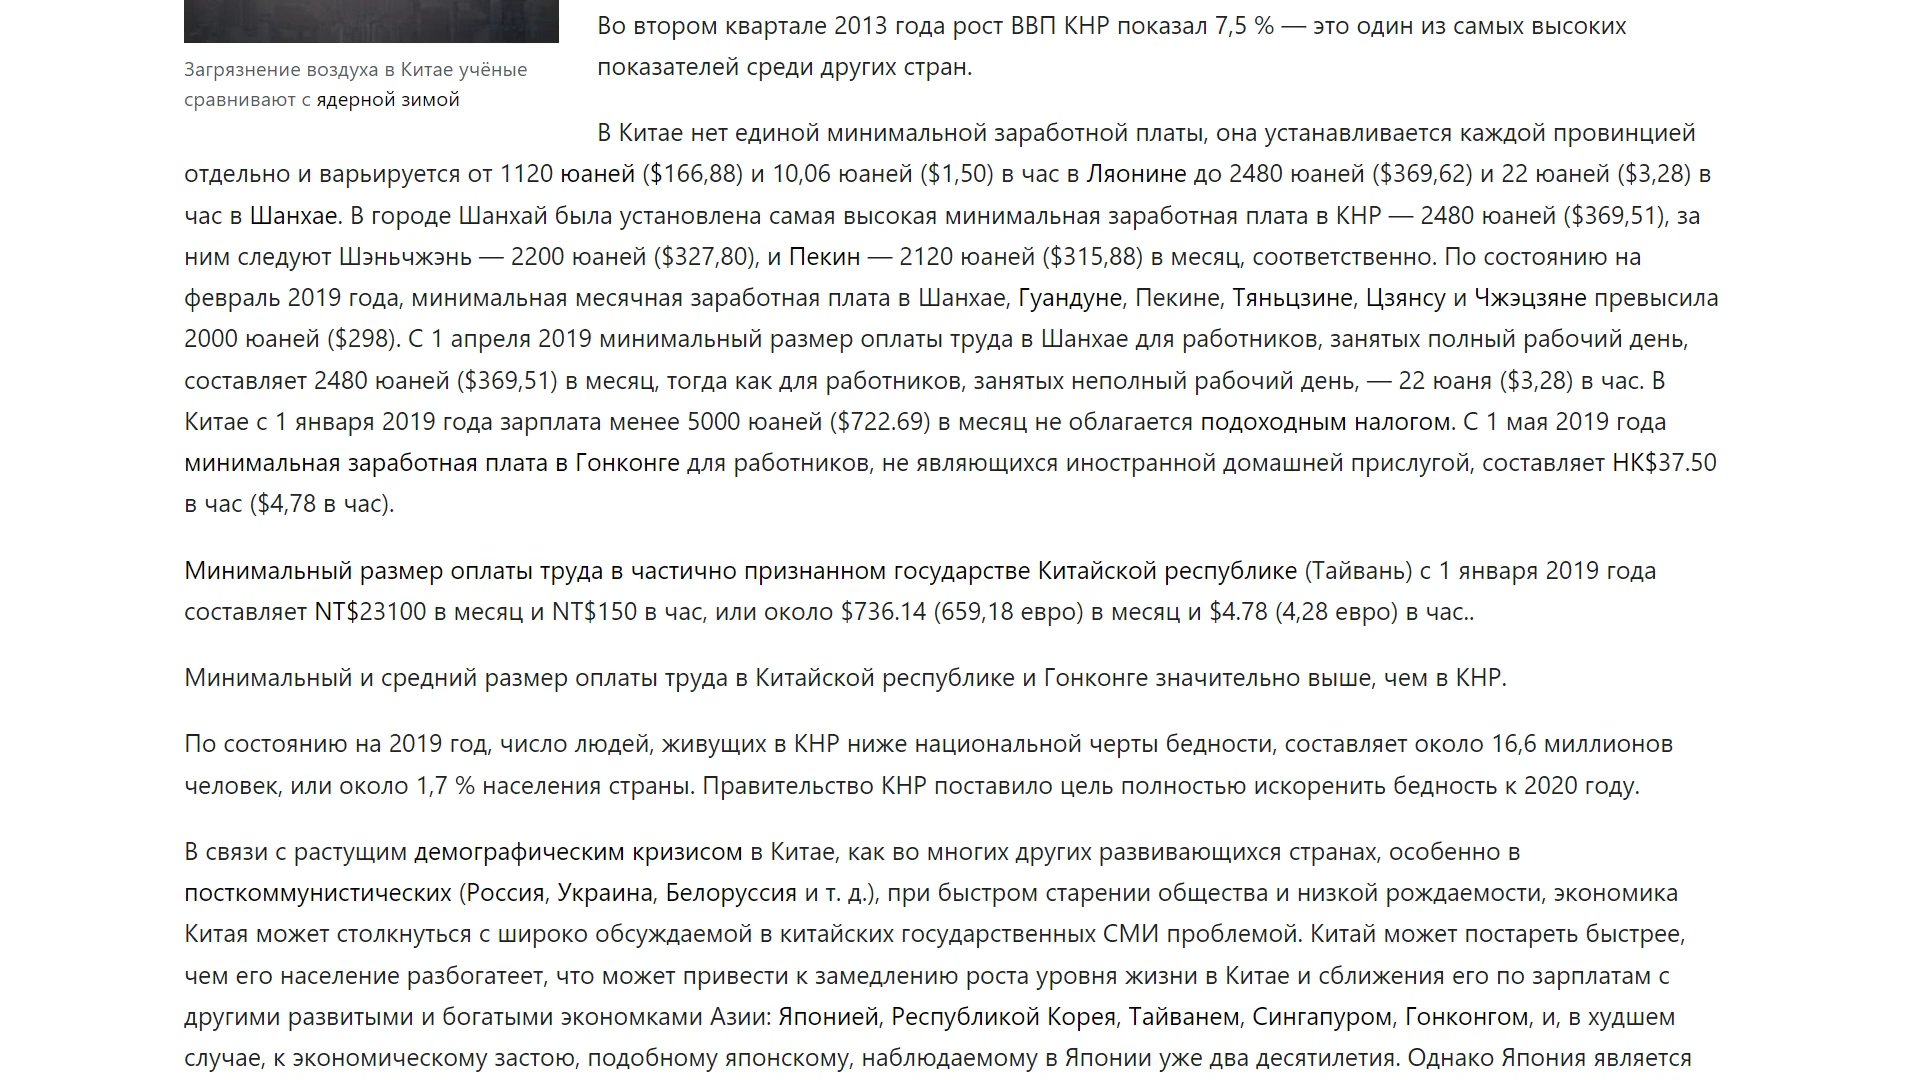 Загрязнение воздуха в Китае учёные
сравнивают с ядерной зимой
Во втором квартале 2013 года рост ВВП КНР показал 7,5 % — это один из самых высоких
показателей среди других стран.
В Китае нет единой минимальной заработной платы, она устанавливается каждой провинцией
отдельно и варьируется от 1120 юаней ($166,88) и 10,06 юаней ($1,50) в час в Ляонине до 2480 юаней ($369,62) и 22 юаней ($3,28) в
час в Шанхае. В городе Шанхай была установлена самая высокая минимальная заработная плата в КНР — 2480 юаней ($369,51), за
ним следуют Шэньчжэнь — 2200 юаней ($327,80), и Пекин — 2120 юаней ($315,88) в месяц, соответственно. По состоянию на
февраль 2019 года, минимальная месячная заработная плата в Шанхае, Гуандуне, Пекине, Тяньцзине, Цзянсу и Чжэцзяне превысила
2000 юаней ($298). С 1 апреля 2019 минимальный размер оплаты труда в Шанхае для работников, занятых полный рабочий день,
составляет 2480 юаней ($369,51) в месяц, тогда как для работников, занятых неполный рабочий день, — 22 юаня ($3,28) в час. В
Китае с 1 января 2019 года зарплата менее 5000 юаней ($722.69) в месяц не облагается подоходным налогом. С 1 мая 2019 года
минимальная заработная плата в Гонконге для работников, не являющихся иностранной домашней прислугой, составляет HK$37.50
в час ($4,78 в час).
Минимальный размер оплаты труда в частично признанном государстве Китайской республике (Тайвань) с 1 января 2019 года
составляет NT$23100 в месяц и NT$150 в час, или около $736.14 (659,18 евро) в месяц и $4.78 (4,28 евро) в час..
Минимальный и средний размер оплаты труда в Китайской республике и Гонконге значительно выше, чем в КНР.
По состоянию на 2019 год, число людей, живущих в КНР ниже национальной черты бедности, составляет около 16,6 миллионов
человек, или около 1,7 % населения страны. Правительство КНР поставило цель полностью искоренить бедность к 2020 году.
В связи с растущим демографическим кризисом в Китае, как во многих других развивающихся странах, особенно в
посткоммунистических (Россия, Украина, Белоруссия и т. д.), при быстром старении общества и низкой рождаемости, экономика
Китая может столкнуться с широко обсуждаемой в китайских государственных СМИ проблемой. Китай может постареть быстрее,
чем его население разбогатеет, что может привести к замедлению роста уровня жизни в Китае и сближения его по зарплатам с
другими развитыми и богатыми экономками Азии: Японией, Республикой Корея, Тайванем, Сингапуром, Гонконгом, и, в худшем
случае, к экономическому застою, подобному японскому, наблюдаемому в Японии уже два десятилетия. Однако Япония является